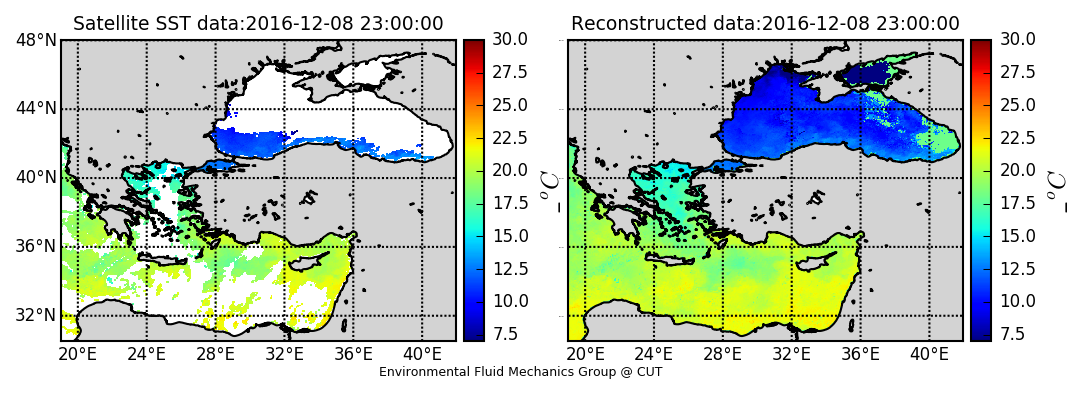 Satellite SST data:2016-12-08 23:00:00
48°N
44°N
40°N
36°N
32°N
20°E 24°E 28°E 32°E 36°E 40°E
30.0
27.5
25.0
22.5
20.0
17.5
15.0
12.5
10.0
7.5
_ °C
Reconstructed data:2016-12-08 23:00:00
20°E 24°E 28°E 32°E 36°E 40°E
30.0
27.5
25.0
22.5
20.0
17.5
15.0
12.5
10.0
7.5
_ °C
Environmental Fluid Mechanics Group @ CUT